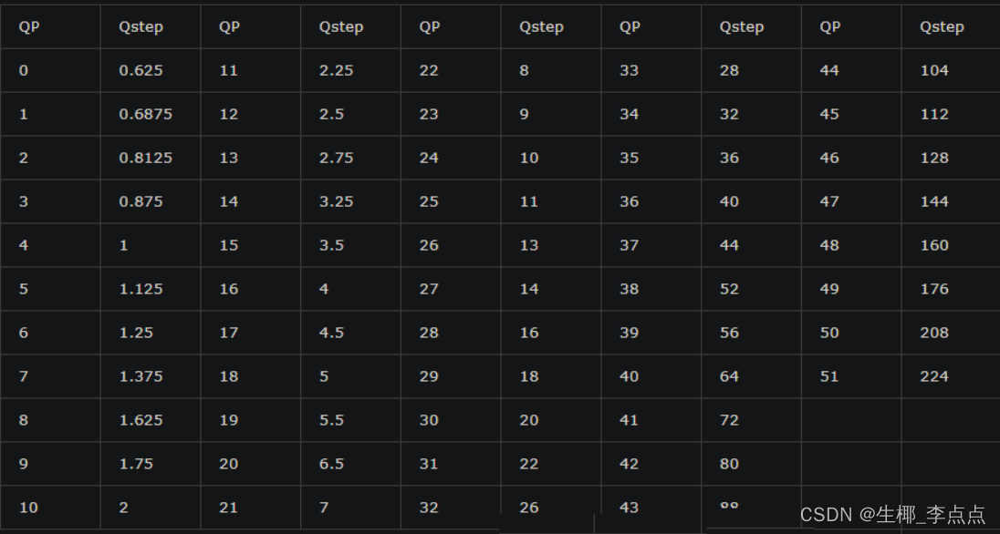 QP Qstep QP Qstep QP Qstep QP Qstep QP Qstep
0 0.625 11 2.25 22 8 33 28 44 104
1 0.6875 12 2.5 23 9 34 32 45 112
2 0.8125 13 2.75 24 10 35 36 46 128
3 0.875 14 3.25 25 11 36 40 47 144
4 1 15 3.5 26 13 37 44 48 160
5 1.125 16 4 27 14 38 52 49 176
6 1.25 17 4.5 28 16 39 56 50 208
7 1.375 18 5 29 18 40 64 51 224
8 1.625 19 5.5 30 20 41 72
9 1.75 20 6.5 31 22 42 80
10 2 21 7 32 26 43
CSDN @生椰_李点点